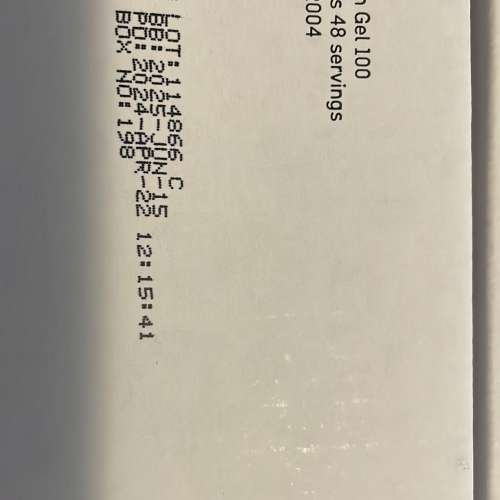 n Gel 100
s 48 servings
2004
LOT: 114866 C
BB: 2025-JUN-15
PD: 2024-APR-22 12:15:41
BOX NO: 198